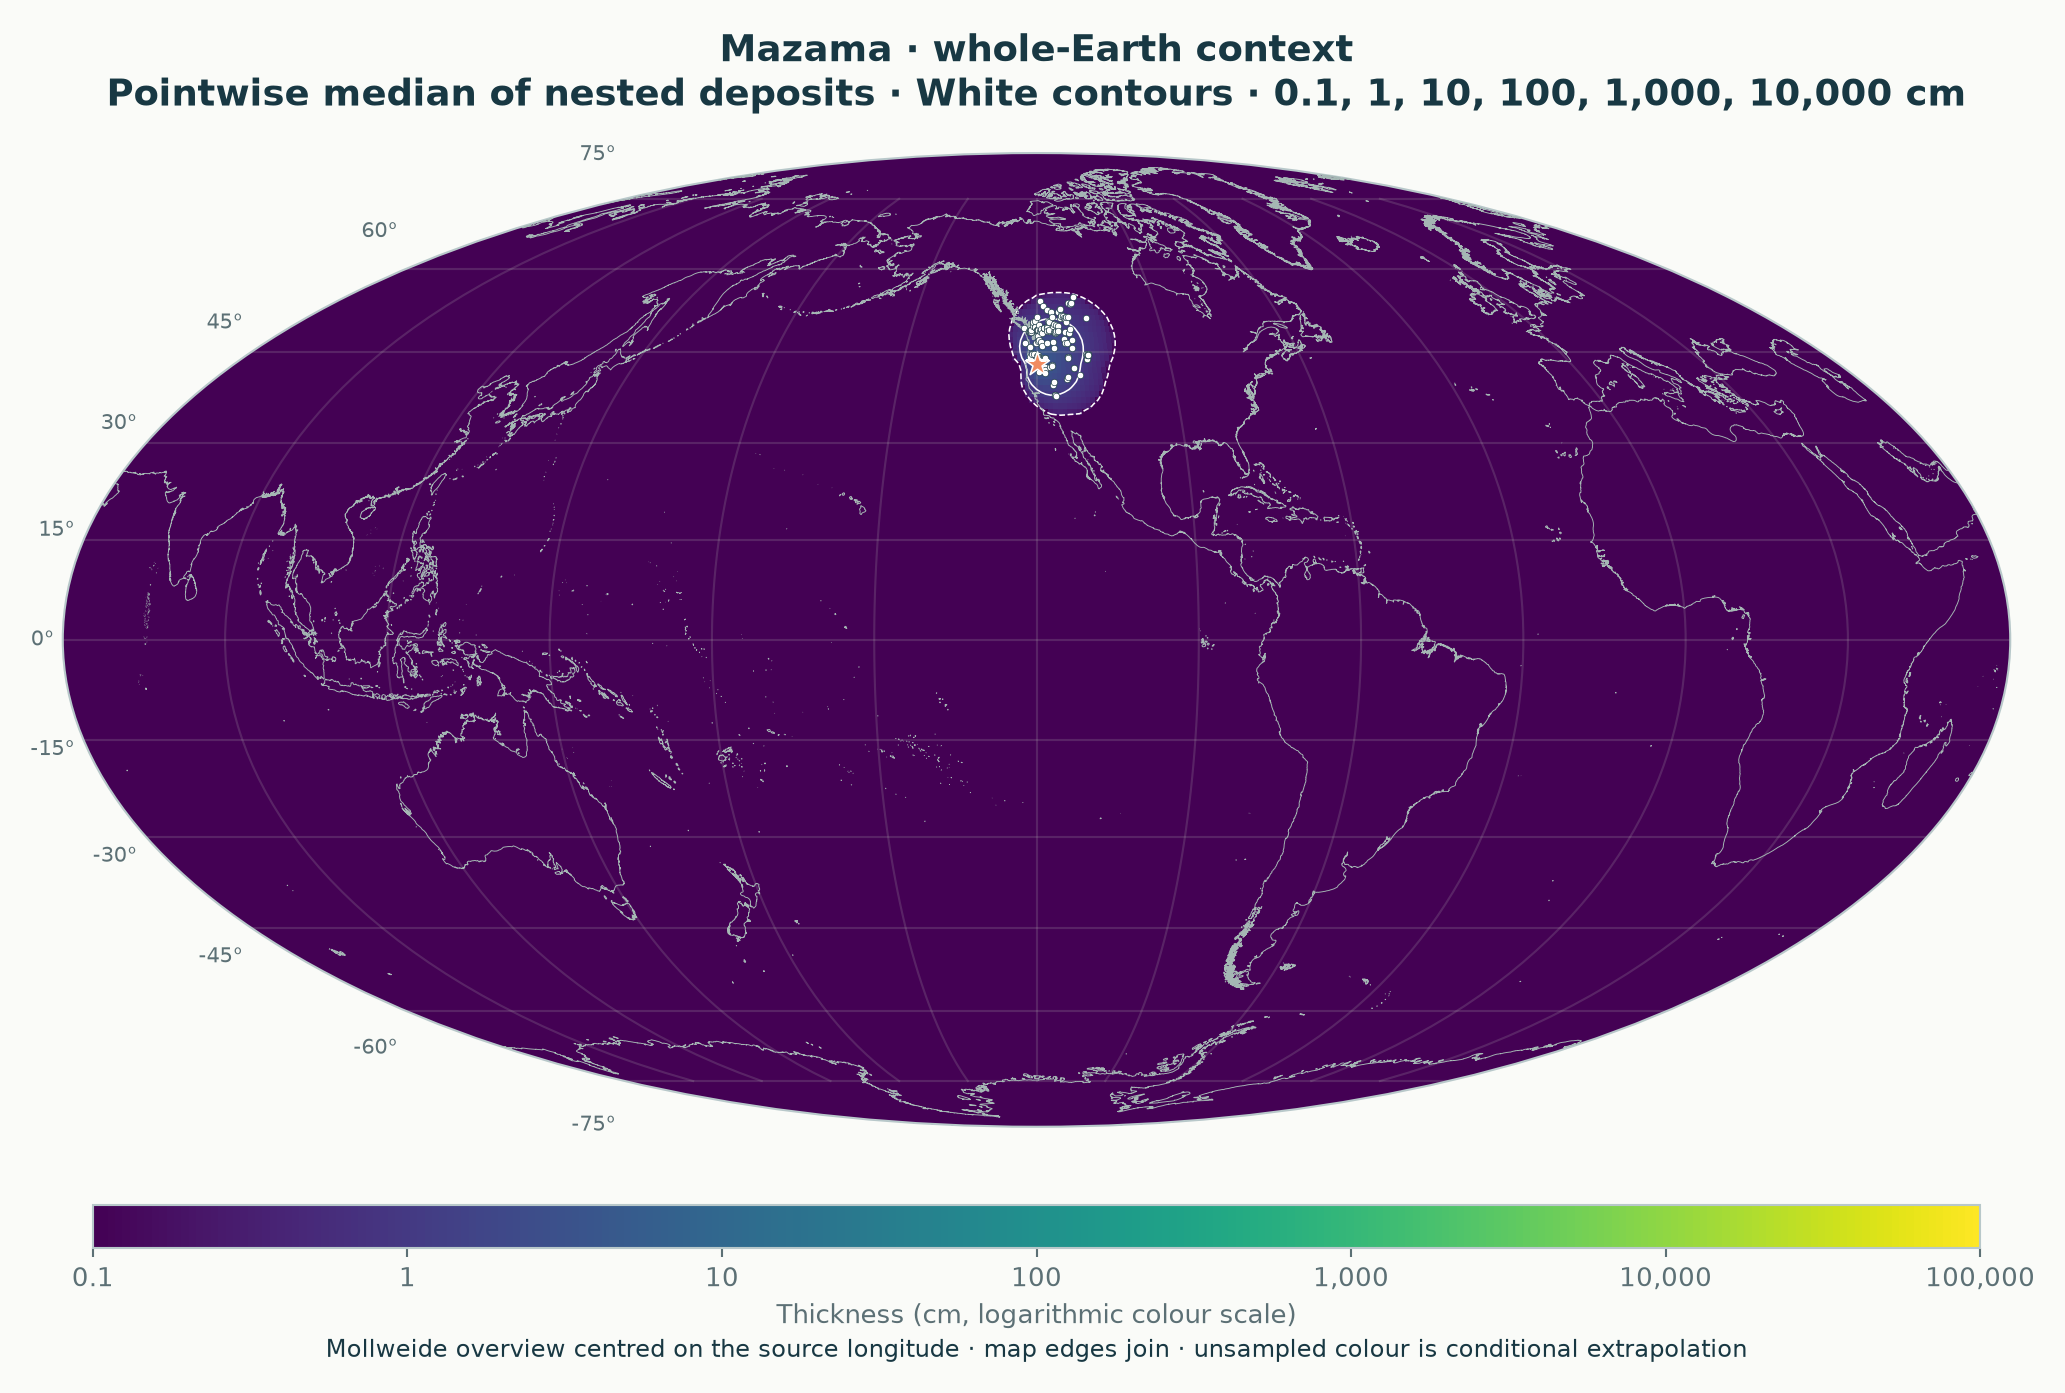 Mazama · whole-Earth context
Pointwise median of nested deposits · White contours · 0.1, 1, 10, 100, 1,000, 10,000 cm
75°
60°
45°
30°
15°
0°
-15°
-30°
-45°
-60°
-75°
0.1 1 10 100 1,000 10,000 100,000
Thickness (cm, logarithmic colour scale)
Mollweide overview centred on the source longitude · map edges join · unsampled colour is conditional extrapolation